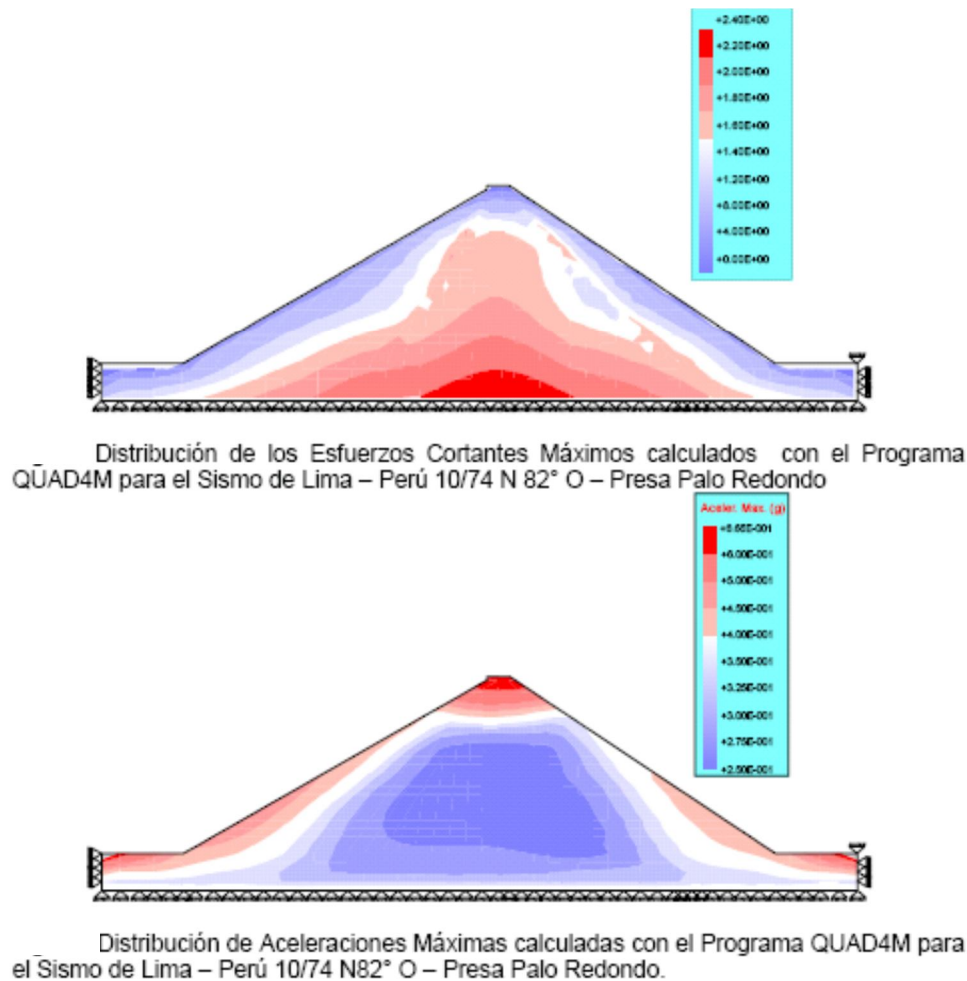 +2.40E+00
+2.20E+00
+2.00E+00
+1.80E+00
+1.60E+00
+1.40E+00
+1.20E+00
+8.00E+00
+4.00E+00
+0.00E+00
Distribución de los Esfuerzos Cortantes Máximos calculados con el Programa
QUAD4M para el Sismo de Lima – Perú 10/74 N 82° O – Presa Palo Redondo
Aceler. Max. (g)
+6.00E-001
+5.00E-001
+4.50E-001
+4.00E-001
+3.50E-001
+3.25E-001
+3.00E-001
+2.75E-001
+2.50E-001
Distribución de Aceleraciones Máximas calculadas con el Programa QUAD4M para
el Sismo de Lima – Perú 10/74 N82° O – Presa Palo Redondo.